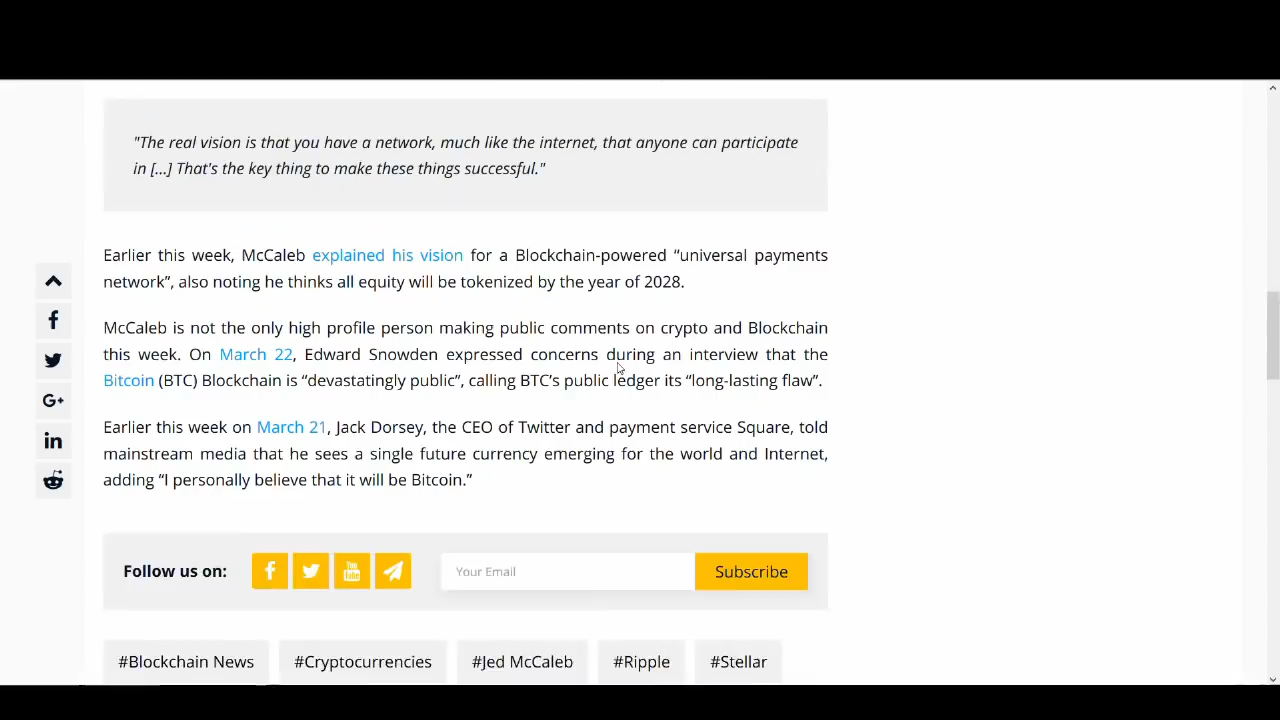 "The real vision is that you have a network, much like the internet, that anyone can participate
in [...] That's the key thing to make these things successful."
Earlier this week, McCaleb explained his vision for a Blockchain-powered “universal payments
network”, also noting he thinks all equity will be tokenized by the year of 2028.
McCaleb is not the only high profile person making public comments on crypto and Blockchain
this week. On March 22, Edward Snowden expressed concerns during an interview that the
Bitcoin (BTC) Blockchain is “devastatingly public”, calling BTC’s public ledger its “long-lasting flaw”.
Earlier this week on March 21, Jack Dorsey, the CEO of Twitter and payment service Square, told
mainstream media that he sees a single future currency emerging for the world and Internet,
adding “I personally believe that it will be Bitcoin.”
Follow us on:
Your Email
Subscribe
#Blockchain News
#Cryptocurrencies
#Jed McCaleb
#Ripple
#Stellar